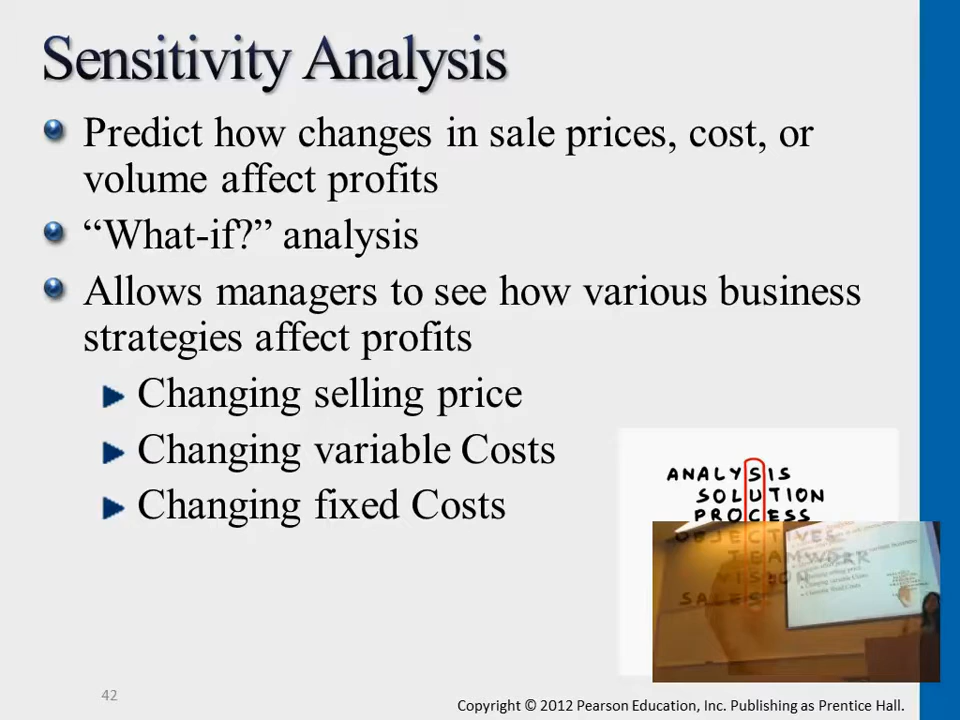 Sensitivity Analysis
Predict how changes in sale prices, cost, or
volume affect profits
“What-if?” analysis
Allows managers to see how various business
strategies affect profits
Changing selling price
Changing variable Costs
Changing fixed Costs
ANALYSIS
SOLUTION
PROCESS
OBJECTIVES
TEAMWORK
VISION
SALES
42
Copyright © 2012 Pearson Education, Inc. Publishing as Prentice Hall.